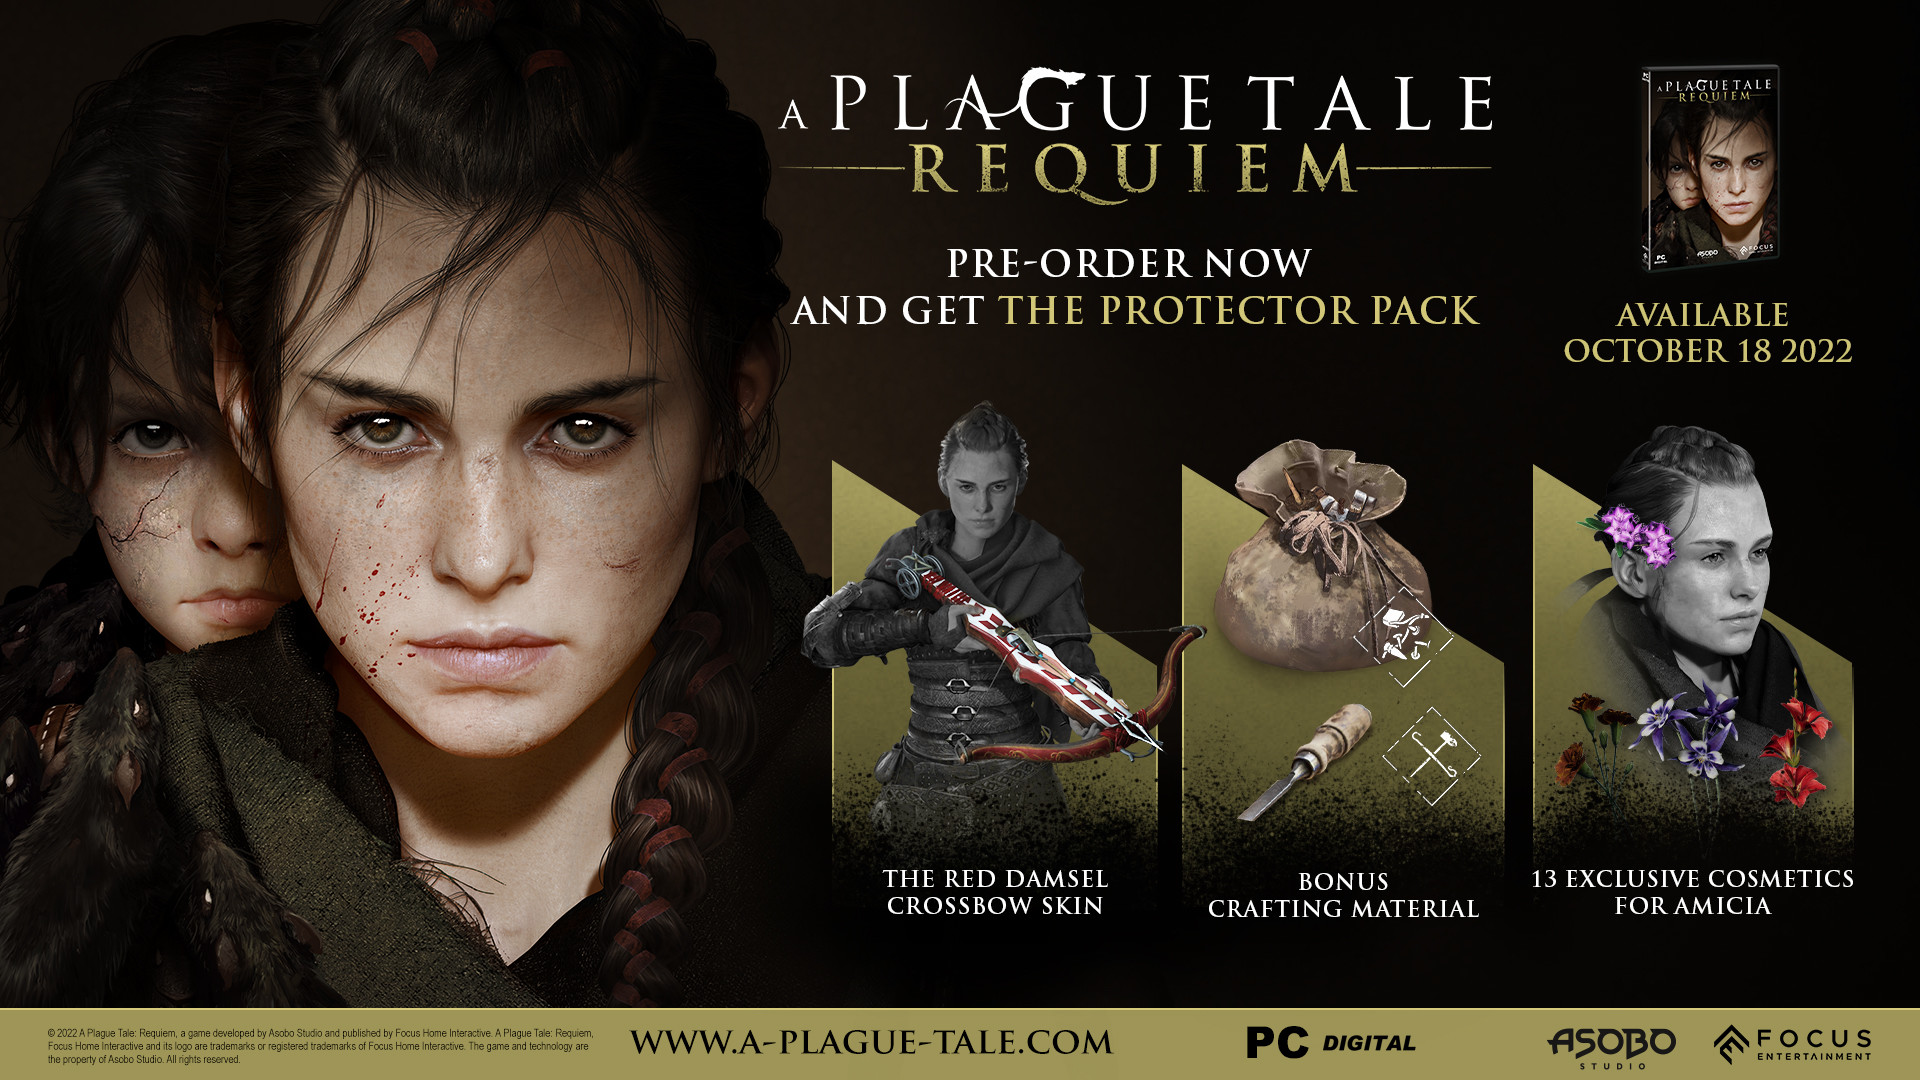 A PLAGUE TALE
REQUIEM
PRE-ORDER NOW
AND GET THE PROTECTOR PACK
PC
A PLAGUE TALE
REQUIEM
PC
ASOBO
FOCUS
AVAILABLE
OCTOBER 18 2022
THE RED DAMSEL
CROSSBOW SKIN
BONUS
CRAFTING MATERIAL
13 EXCLUSIVE COSMETICS
FOR AMICIA
© 2022 A Plague Tale: Requiem, a game developed by Asobo Studio and published by Focus Home Interactive. A Plague Tale: Requiem,
Focus Home Interactive and its logo are trademarks or registered trademarks of Focus Home Interactive. The game and technology are
the property of Asobo Studio. All rights reserved.
WWW.A-PLAGUE-TALE.COM
PC DIGITAL
ASOBO
STUDIO
FOCUS
ENTERTAINMENT